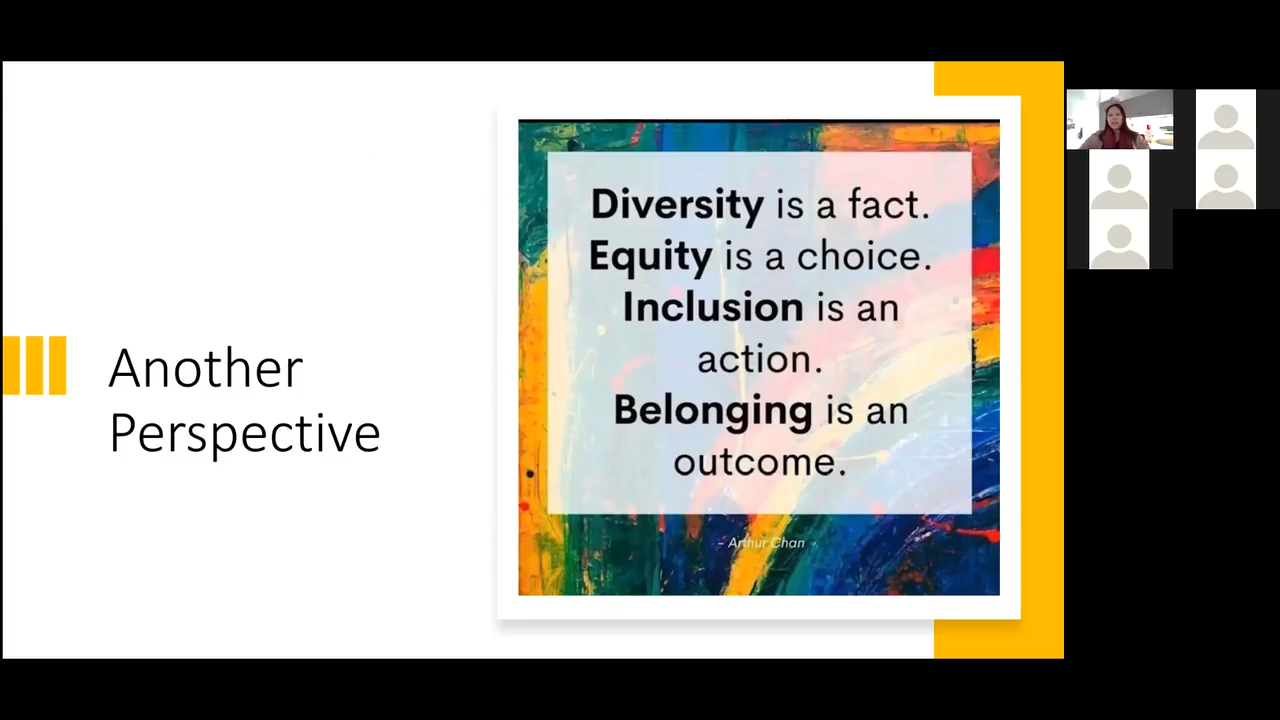 Another
Perspective
Diversity is a fact.
Equity is a choice.
Inclusion is an
action.
Belonging is an
outcome.
- Arthur Chan